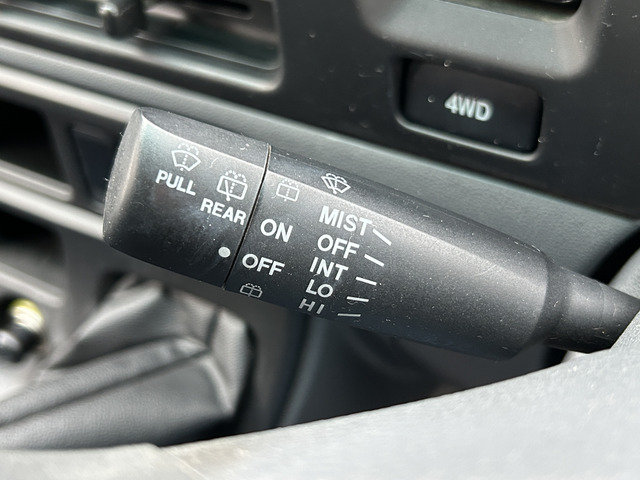 4WD
PULL
REAR
ON
OFF
MIST
OFF
INT
LO
HI